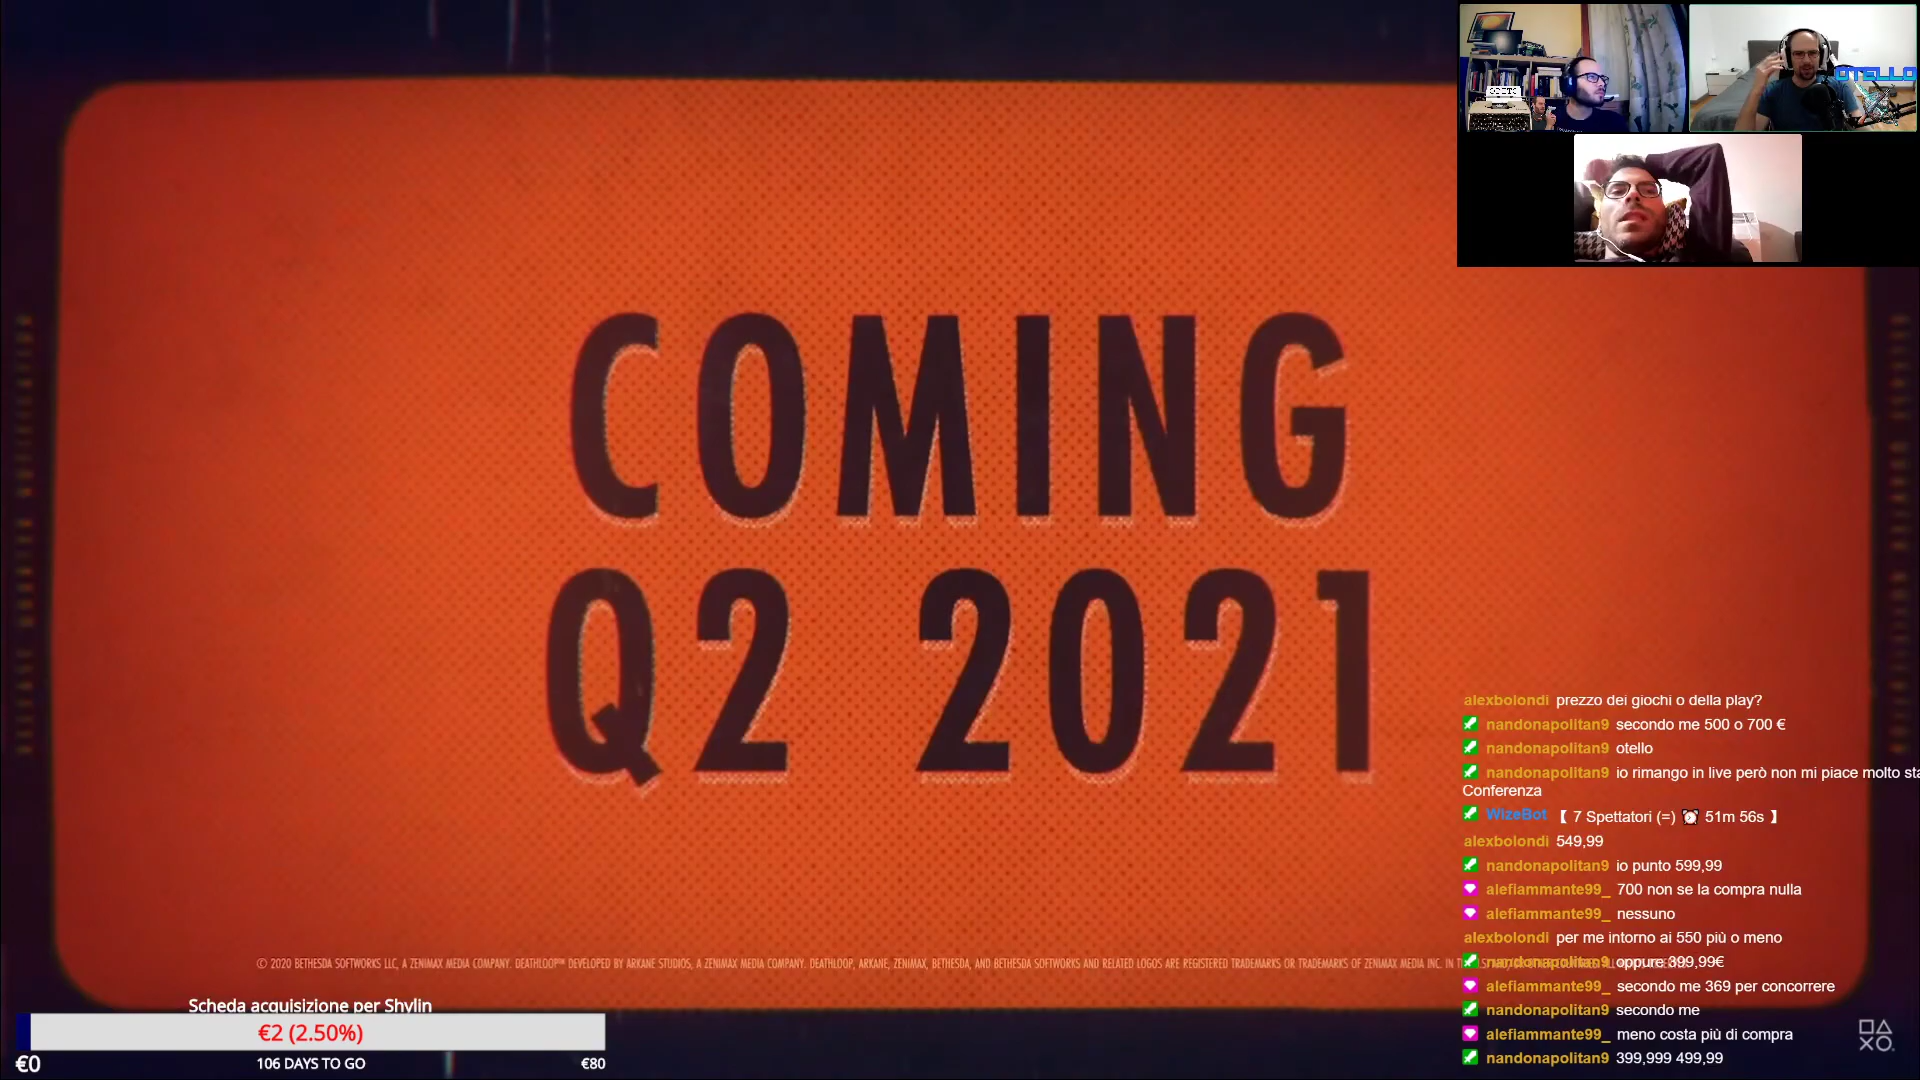 COMING
Q2 2021
OTELLO
© 2020 BETHESDA SOFTWORKS LLC, A ZENIMAX MEDIA COMPANY. DEATHLOOP™ DEVELOPED BY ARKANE STUDIOS, A ZENIMAX MEDIA COMPANY. DEATHLOOP, ARKANE, ZENIMAX, BETHESDA, AND BETHESDA SOFTWORKS AND RELATED LOGOS ARE REGISTERED TRADEMARKS OR TRADEMARKS OF ZENIMAX MEDIA INC. IN
alexbolondi prezzo dei giochi o della play?
nandonapolitan9 secondo me 500 o 700 €
nandonapolitan9 otello
nandonapolitan9 io rimango in live però non mi piace molto sta
Conferenza
WizeBot 【 7 Spettatori (=) ⏰ 51m 56s 】
alexbolondi 549,99
nandonapolitan9 io punto 599,99
alefiammante99_ 700 non se la compra nulla
alefiammante99_ nessuno
alexbolondi per me intorno ai 550 più o meno
nandonapolitan9 oppure 399,99€
alefiammante99_ secondo me 369 per concorrere
nandonapolitan9 secondo me
alefiammante99_ meno costa più di compra
nandonapolitan9 399,999 499,99
Scheda acquisizione per Shylin
€2 (2.50%)
€0 106 DAYS TO GO €80